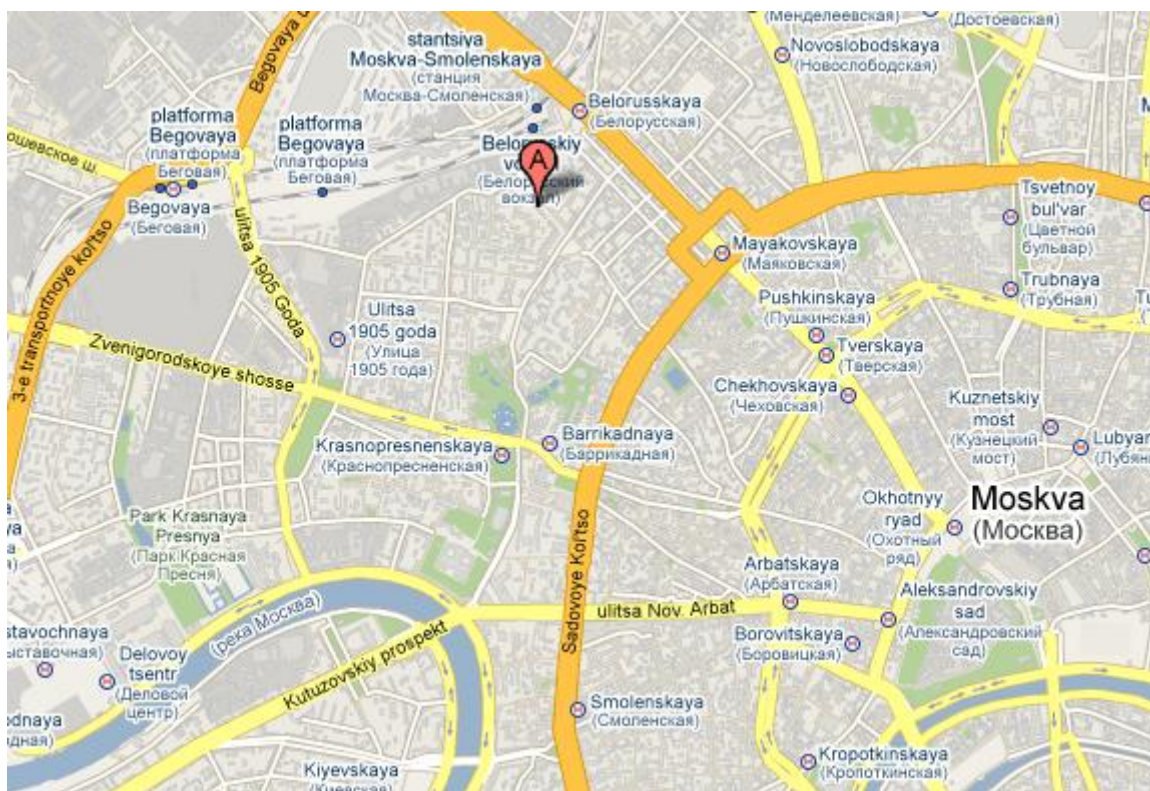 (Менделеевская)
(Достоевская)
stantsiya
Moskva-Smolenskaya
(станция
Москва-Смоленская)
Novoslobodskaya
(Новослободская)
Begovaya
Belorusskaya
(Белорусская)
platforma
Begovaya
(платформа
Беговая)
platforma
Begovaya
(платформа
Беговая)
A
ш.
Begovaya
(Беговая)
Tsvetnoy
bul'var
(Цветной
бульвар)
ulitsa 1905 Goda
3-e transportnoye kol'tso
Mayakovskaya
(Маяковская)
Trubnaya
(Трубная)
Pushkinskaya
(Пушкинская)
Ulitsa
1905 goda
(Улица
1905 года)
Tverskaya
(Тверская)
Zvenigorodskoye shosse
Chekhovskaya
(Чеховская)
Kuznetskiy
most
(Кузнецкий
мост)
Barrikadnaya
(Баррикадная)
Krasnopresnenskaya
(Краснопресненская)
Okhotnyy
ryad
(Охотный
ряд)
Moskva
(Москва)
Park Krasnaya
Presnya
(Парк Красная
Пресня)
Sadovoye Kol'tso
Arbatskaya
(Арбатская)
Aleksandrovskiy
sad
(Александровский
сад)
ulitsa Nov. Arbat
(река Москва)
Borovitskaya
(Боровицкая)
Delovoy
tsentr
(Деловой
центр)
Kutuzovskiy prospekt
Smolenskaya
(Смоленская)
Kropotkinskaya
(Кропоткинская)
Kiyevskaya